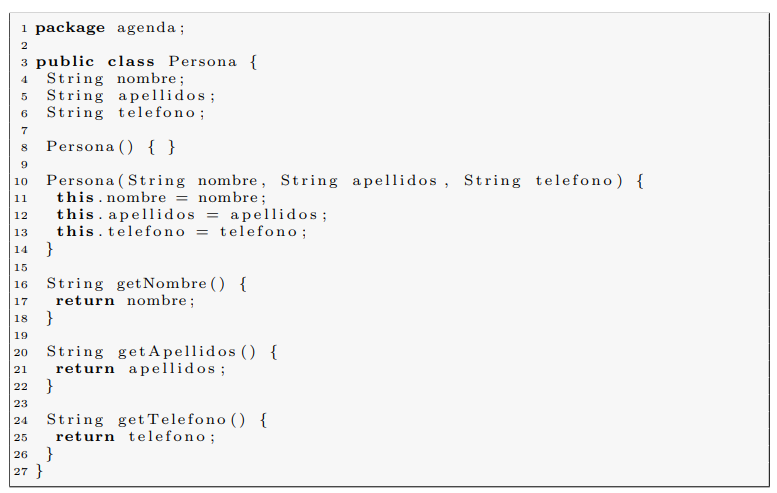 1 package agenda;
2
3 public class Persona {
4 String nombre;
5 String apellidos;
6 String telefono;
7
8 Persona() { }
9
10 Persona(String nombre, String apellidos, String telefono) {
11 this.nombre = nombre;
12 this.apellidos = apellidos;
13 this.telefono = telefono;
14 }
15
16 String getNombre() {
17 return nombre;
18 }
19
20 String getApellidos() {
21 return apellidos;
22 }
23
24 String getTelefono() {
25 return telefono;
26 }
27 }